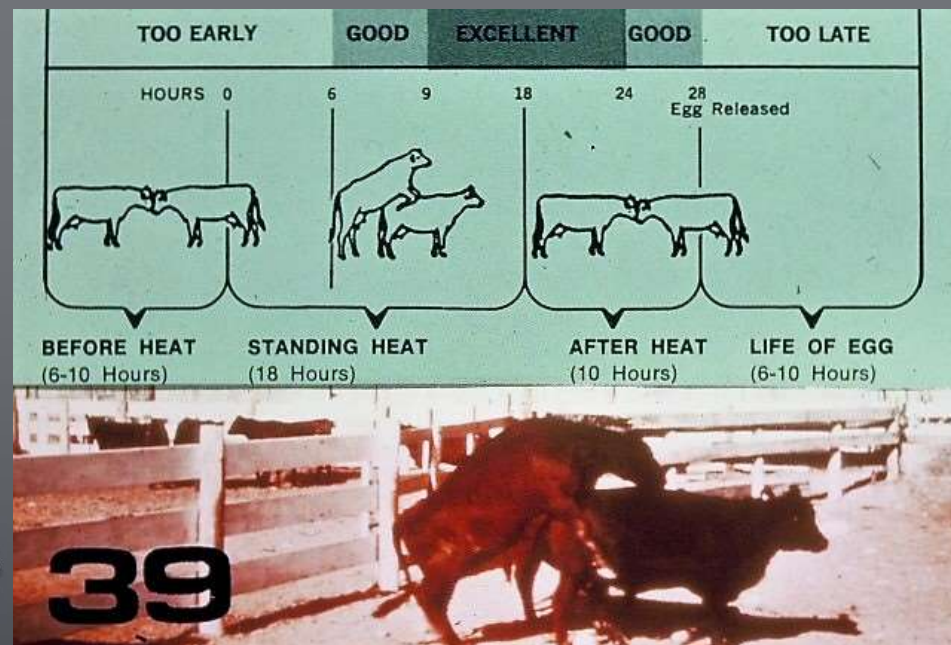 TOO EARLY GOOD EXCELLENT GOOD TOO LATE
HOURS 0 6 9 18 24 28
Egg Released
BEFORE HEAT STANDING HEAT AFTER HEAT LIFE OF EGG
(6-10 Hours) (18 Hours) (10 Hours) (6-10 Hours)
39